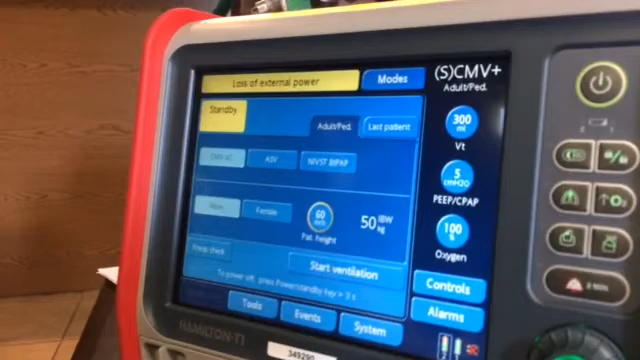 Loss of external power
Modes
(S)CMV+
Adult/Ped.
Standby
Adult/Ped.
Last patient
300
ml
Vt
ASV
NIV/ST BIPAP
5
cmH2O
PEEP/CPAP
Female
60
inch
Pat. height
50
IBW
kg
100
%
Oxygen
Start ventilation
To power off, press Power/standby key > 3 s
Controls
Tools
Events
System
Alarms
HAMILTON-T1
349290